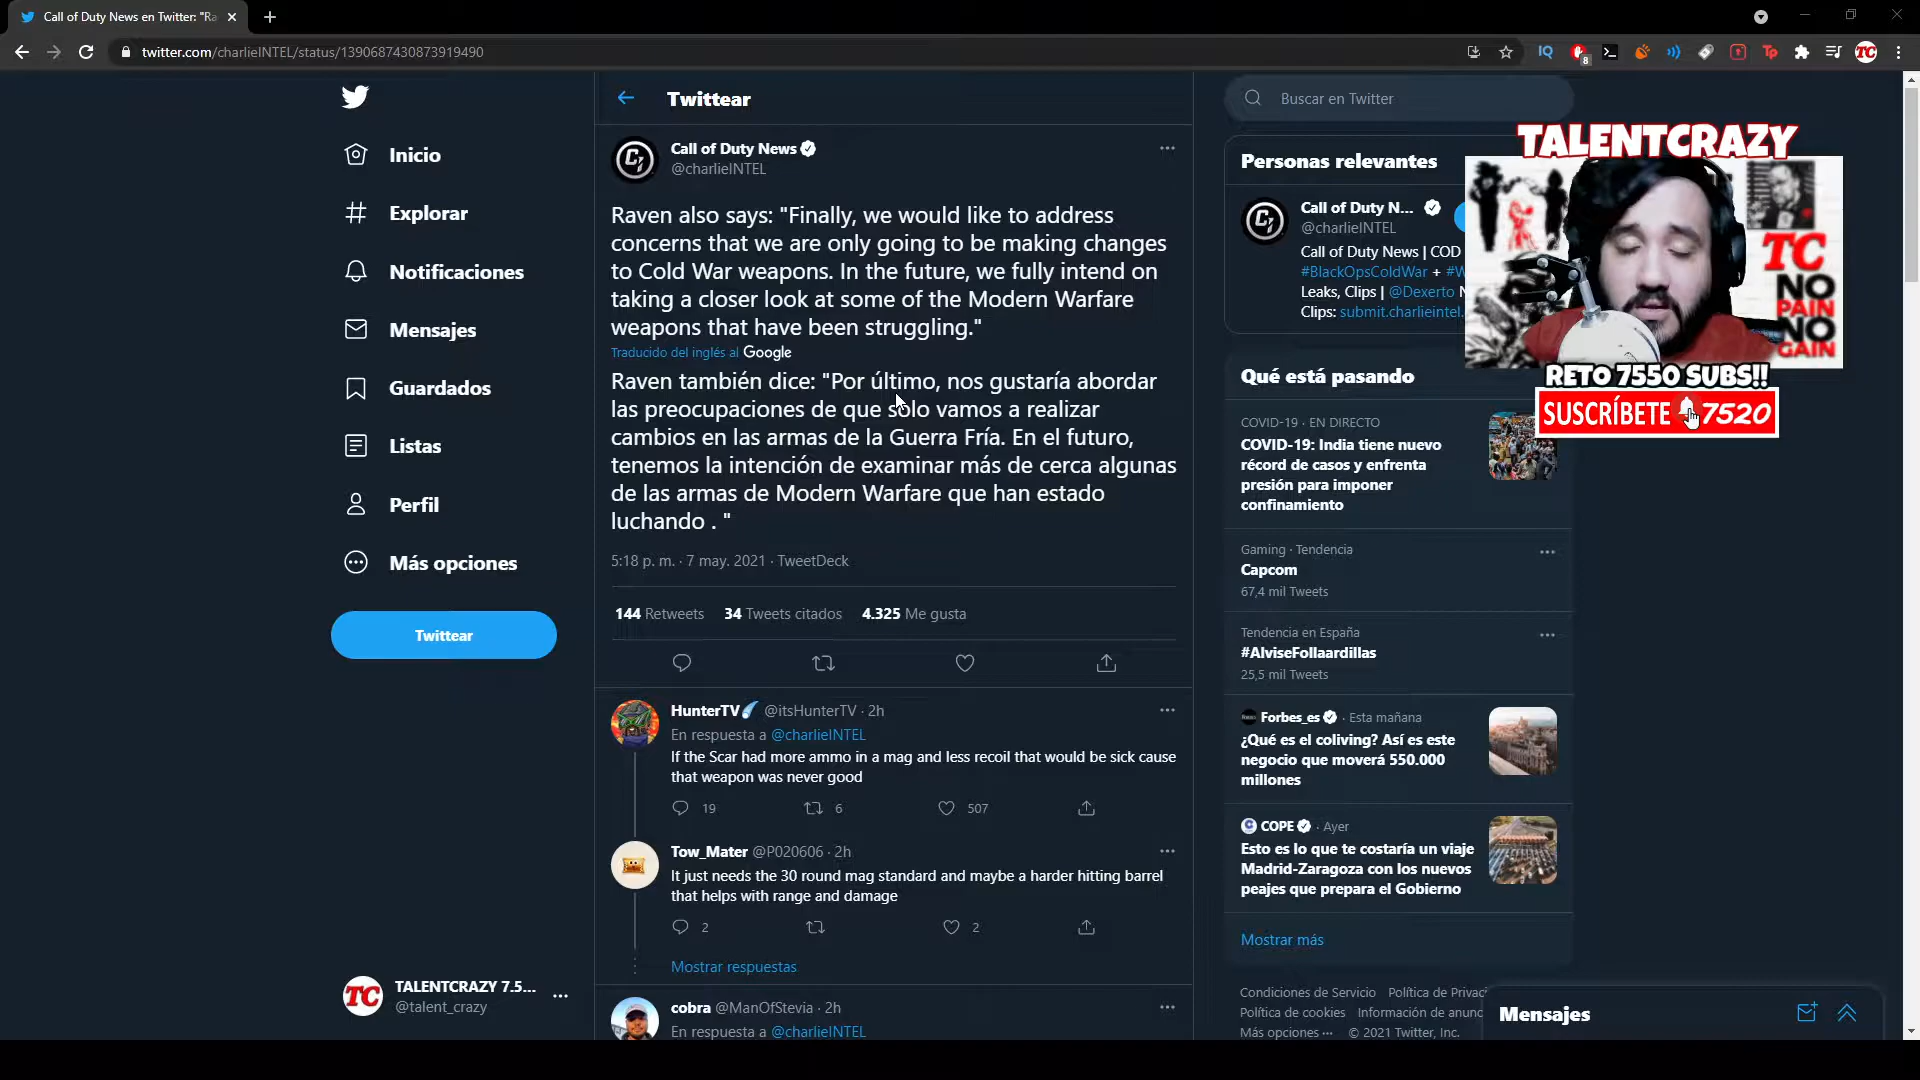 Call of Duty News en Twitter: "Ra
twitter.com/charlieINTEL/status/1390687430873919490
8
TC
Inicio
Explorar
Notificaciones
Mensajes
Guardados
Listas
Perfil
Más opciones
Twittear
TALENTCRAZY 7.5...
@talent_crazy
Twittear
Call of Duty News
@charlieINTEL
Raven also says: "Finally, we would like to address
concerns that we are only going to be making changes
to Cold War weapons. In the future, we fully intend on
taking a closer look at some of the Modern Warfare
weapons that have been struggling."
Traducido del inglés al Google
Raven también dice: "Por último, nos gustaría abordar
las preocupaciones de que solo vamos a realizar
cambios en las armas de la Guerra Fría. En el futuro,
tenemos la intención de examinar más de cerca algunas
de las armas de Modern Warfare que han estado
luchando . "
5:18 p. m. · 7 may. 2021 · TweetDeck
144 Retweets 34 Tweets citados 4.325 Me gusta
HunterTV @itsHunterTV · 2h
En respuesta a @charlieINTEL
If the Scar had more ammo in a mag and less recoil that would be sick cause
that weapon was never good
19 6 507
Tow_Mater @P020606 · 2h
It just needs the 30 round mag standard and maybe a harder hitting barrel
that helps with range and damage
2 2
Mostrar respuestas
cobra @ManOfStevia · 2h
En respuesta a @charlieINTEL
Buscar en Twitter
Personas relevantes
Call of Duty N...
@charlieINTEL
Call of Duty News | COD
#BlackOpsColdWar + #W
Leaks, Clips | @Dexerto
Clips: submit.charlieintel.
TALENTCRAZY
TC
NO
PAIN
NO
GAIN
RETO 7550 SUBS!!
SUSCRÍBETE 7520
Qué está pasando
COVID-19 · EN DIRECTO
COVID-19: India tiene nuevo
récord de casos y enfrenta
presión para imponer
confinamiento
Gaming · Tendencia
Capcom
67,4 mil Tweets
Tendencia en España
#AlviseFollaardillas
25,5 mil Tweets
Forbes_es · Esta mañana
¿Qué es el coliving? Así es este
negocio que moverá 550.000
millones
COPE · Ayer
Esto es lo que te costaría un viaje
Madrid-Zaragoza con los nuevos
peajes que prepara el Gobierno
Mostrar más
Condiciones de Servicio Política de Privac
Política de cookies Información de anunc
Más opciones ··· © 2021 Twitter, Inc.
Mensajes